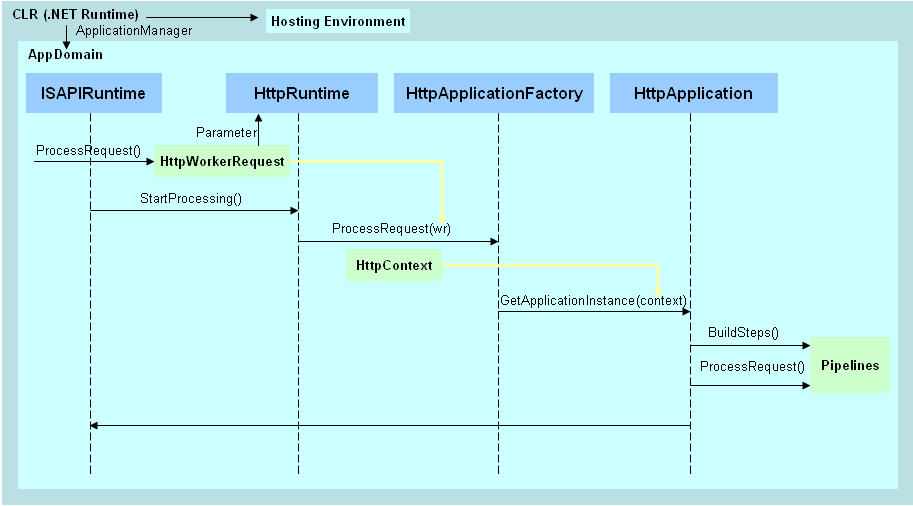 CLR (.NET Runtime)
Hosting Environment
ApplicationManager
AppDomain
ISAPIRuntime
HttpRuntime
HttpApplicationFactory
HttpApplication
Parameter
ProcessRequest()
HttpWorkerRequest
StartProcessing()
ProcessRequest(wr)
HttpContext
GetApplicationInstance(context)
BuildSteps()
ProcessRequest()
Pipelines